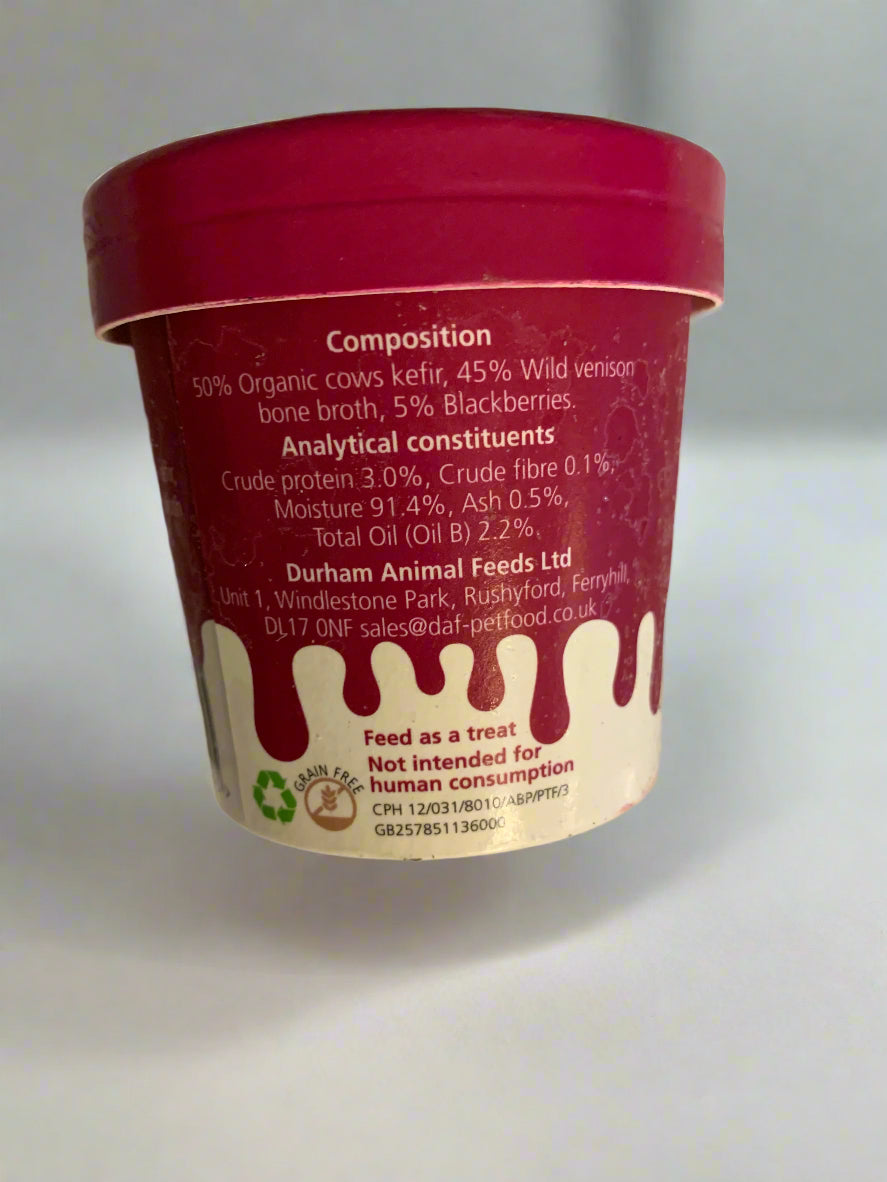 Composition
50% Organic cows kefir, 45% Wild venison
bone broth, 5% Blackberries.
Analytical constituents
Crude protein 3.0%, Crude fibre 0.1%,
Moisture 91.4%, Ash 0.5%,
Total Oil (Oil B) 2.2%.
Durham Animal Feeds Ltd
Unit 1, Windlestone Park, Rushyford, Ferryhill,
DL17 0NF sales@daf-petfood.co.uk
Feed as a treat
Not intended for
human consumption
GRAIN FREE
CPH 12/031/8010/ABP/PTF/3
GB257851136000